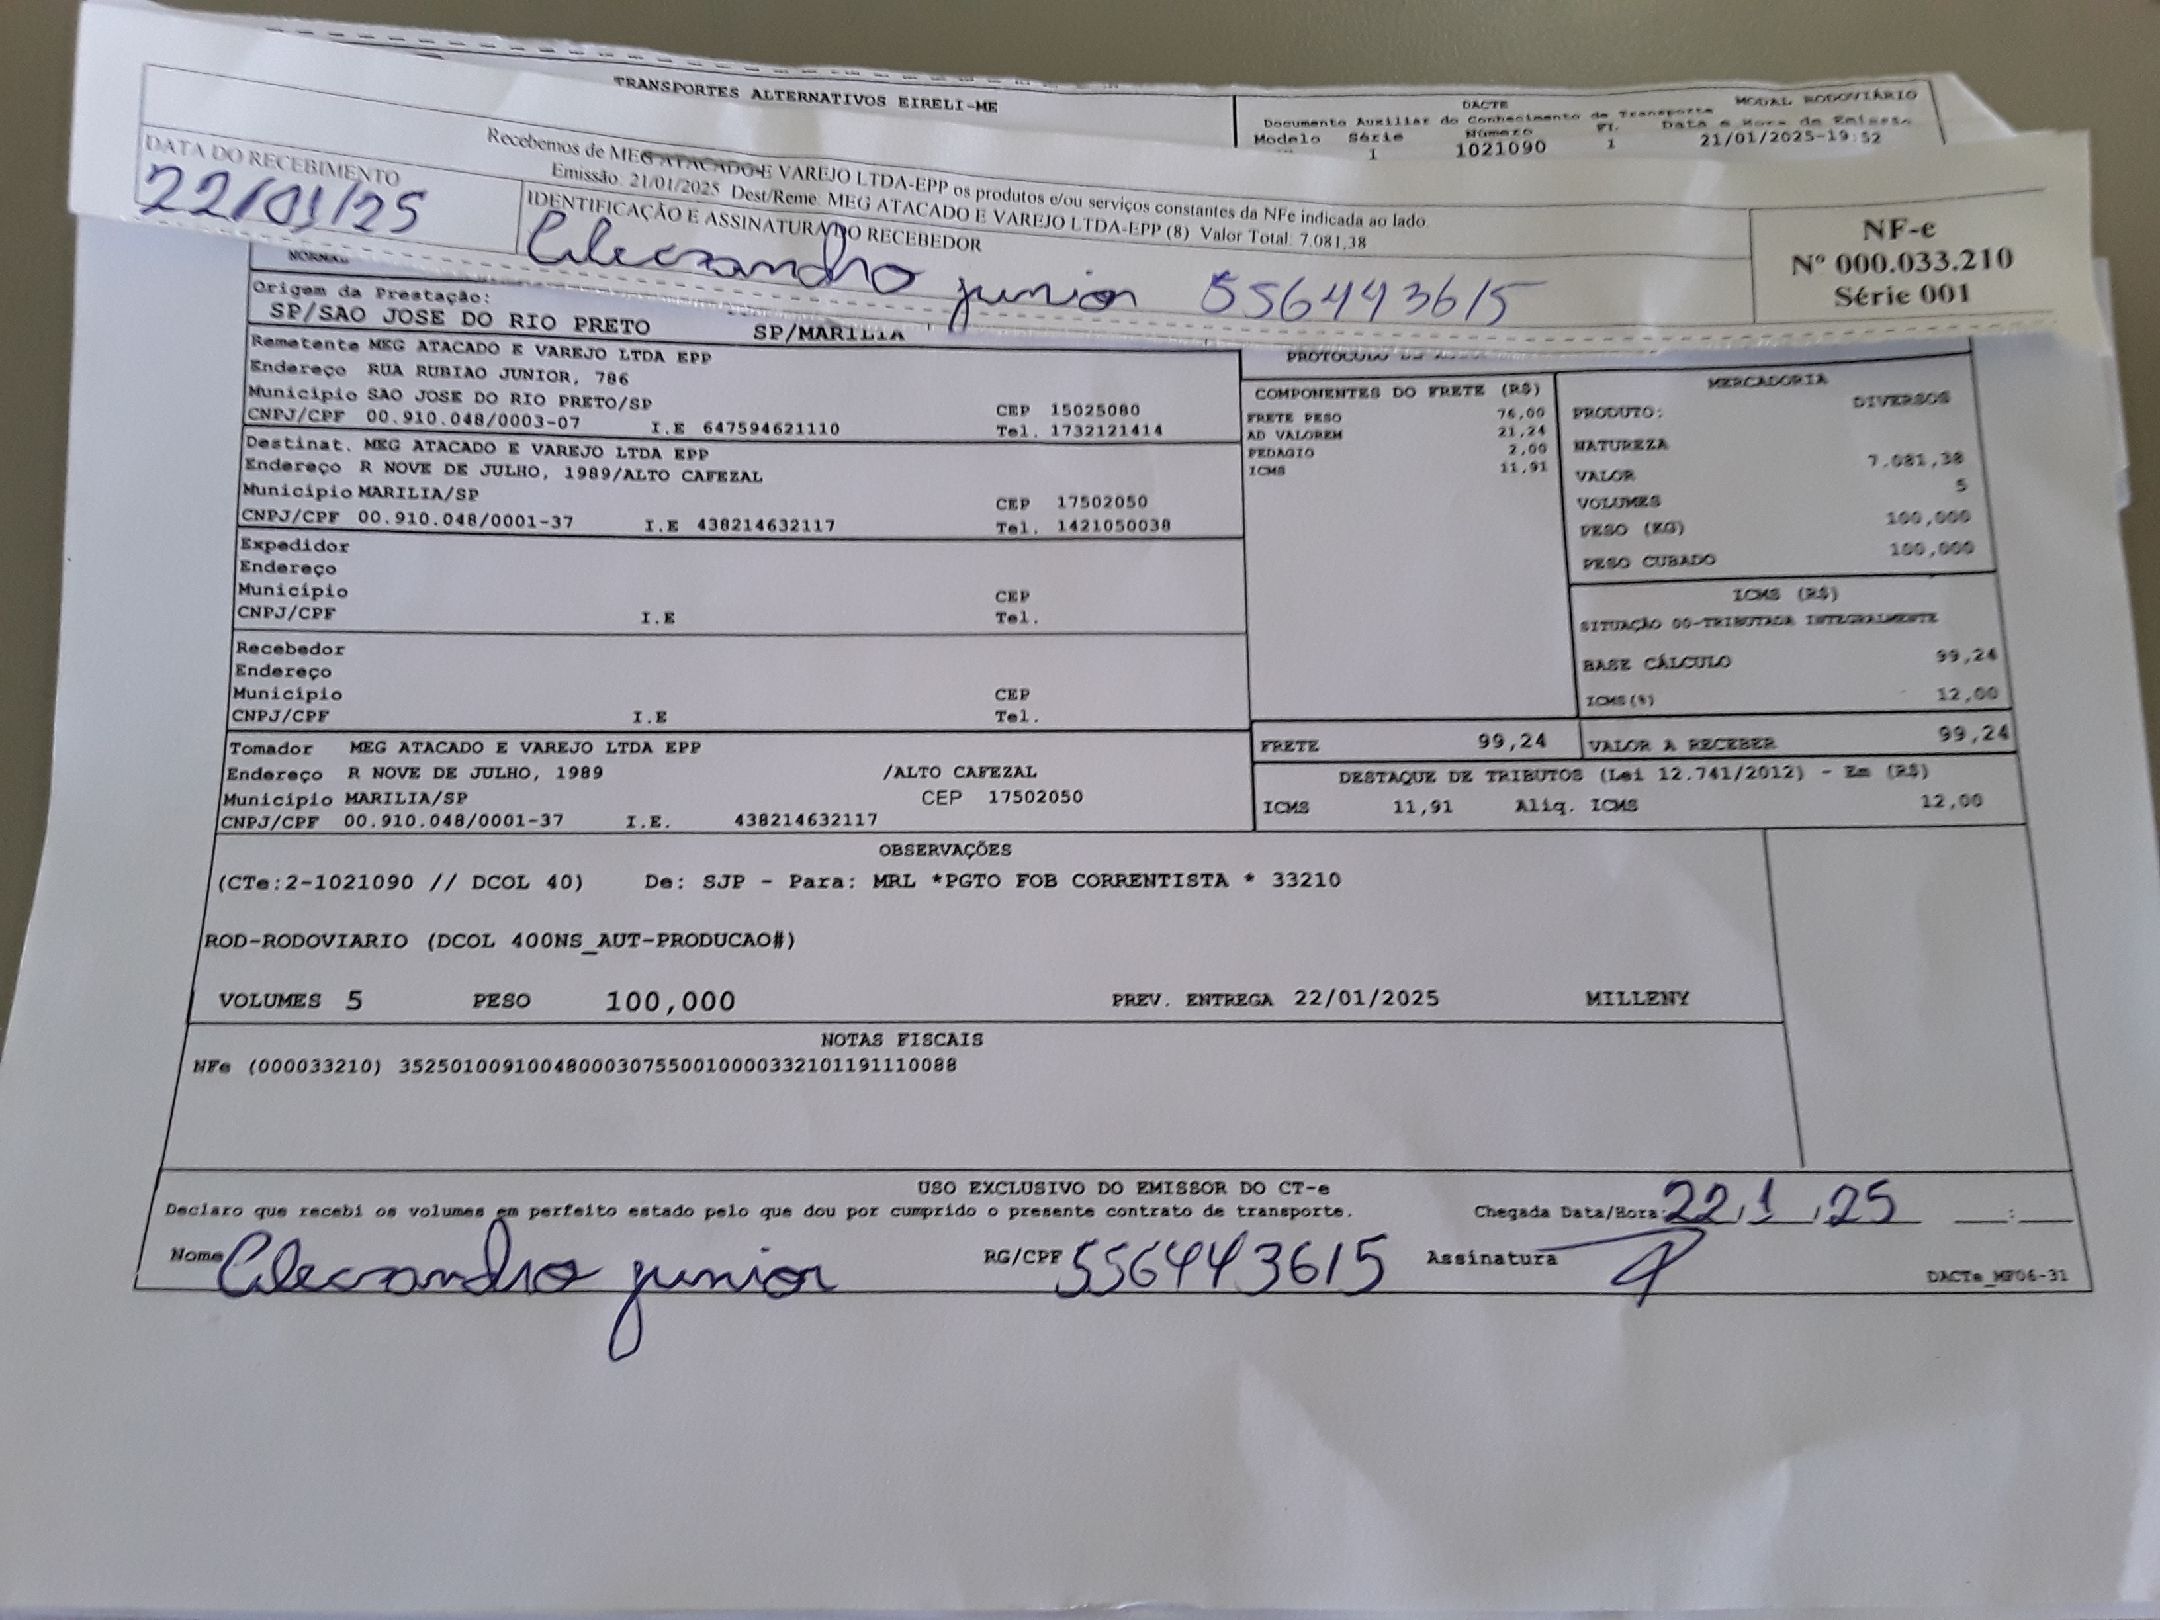 TRANSPORTES ALTERNATIVOS EIRELI-ME
DACTE
MODAL RODOVIÁRIO
Documento Auxiliar do Conhecimento de Transporte
Modelo Série Número Fl. Data e Hora de Emissão
1 1021090 1 21/01/2025-19:52
Recebemos de MEG ATACADO E VAREJO LTDA-EPP os produtos e/ou serviços constantes da NFe indicada ao lado.
Emissão: 21/01/2025 Dest/Reme: MEG ATACADO E VAREJO LTDA-EPP (8) Valor Total: 7.081,38
DATA DO RECEBIMENTO
22/01/25
IDENTIFICAÇÃO E ASSINATURA DO RECEBEDOR
Clecsandro junior 556443615
NF-e
Nº 000.033.210
Série 001
NORMAL
Origem da Prestação:
SP/SAO JOSE DO RIO PRETO SP/MARILIA
Remetente MEG ATACADO E VAREJO LTDA EPP
Endereço RUA RUBIAO JUNIOR, 786
Município SAO JOSE DO RIO PRETO/SP CEP 15025080
CNPJ/CPF 00.910.048/0003-07 I.E 647594621110 Tel. 1732121414
Destinat. MEG ATACADO E VAREJO LTDA EPP
Endereço R NOVE DE JULHO, 1989/ALTO CAFEZAL
Município MARILIA/SP CEP 17502050
CNPJ/CPF 00.910.048/0001-37 I.E 438214632117 Tel. 1421050038
Expedidor
Endereço
Município CEP
CNPJ/CPF I.E Tel.
Recebedor
Endereço
Município CEP
CNPJ/CPF I.E Tel.
Tomador MEG ATACADO E VAREJO LTDA EPP
Endereço R NOVE DE JULHO, 1989 /ALTO CAFEZAL
Município MARILIA/SP CEP 17502050
CNPJ/CPF 00.910.048/0001-37 I.E. 438214632117
PROTOCOLO DE
COMPONENTES DO FRETE (R$)
FRETE PESO 76,00
AD VALOREM 21,24
PEDAGIO 2,00
ICMS 11,91
MERCADORIA
PRODUTO: DIVERSOS
NATUREZA
VALOR 7.081,38
VOLUMES 5
PESO (KG) 100,000
PESO CUBADO 100,000
ICMS (R$)
SITUAÇÃO 00-TRIBUTADA INTEGRALMENTE
BASE CÁLCULO 99,24
ICMS(%) 12,00
FRETE 99,24 VALOR A RECEBER 99,24
DESTAQUE DE TRIBUTOS (Lei 12.741/2012) - Em (R$)
ICMS 11,91 Aliq. ICMS 12,00
OBSERVAÇÕES
(CTe:2-1021090 // DCOL 40) De: SJP - Para: MRL *PGTO FOB CORRENTISTA * 33210
ROD-RODOVIARIO (DCOL 400NS_AUT-PRODUCAO#)
VOLUMES 5 PESO 100,000 PREV. ENTREGA 22/01/2025 MILLENY
NOTAS FISCAIS
NFe (000033210) 35250100910048000307550010000332101191110088
USO EXCLUSIVO DO EMISSOR DO CT-e
Declaro que recebi os volumes em perfeito estado pelo que dou por cumprido o presente contrato de transporte. Chegada Data/Hora: 22/1/25 __:__
Nome Clecsandro junior RG/CPF 556443615 Assinatura
DACTe_MF06-31